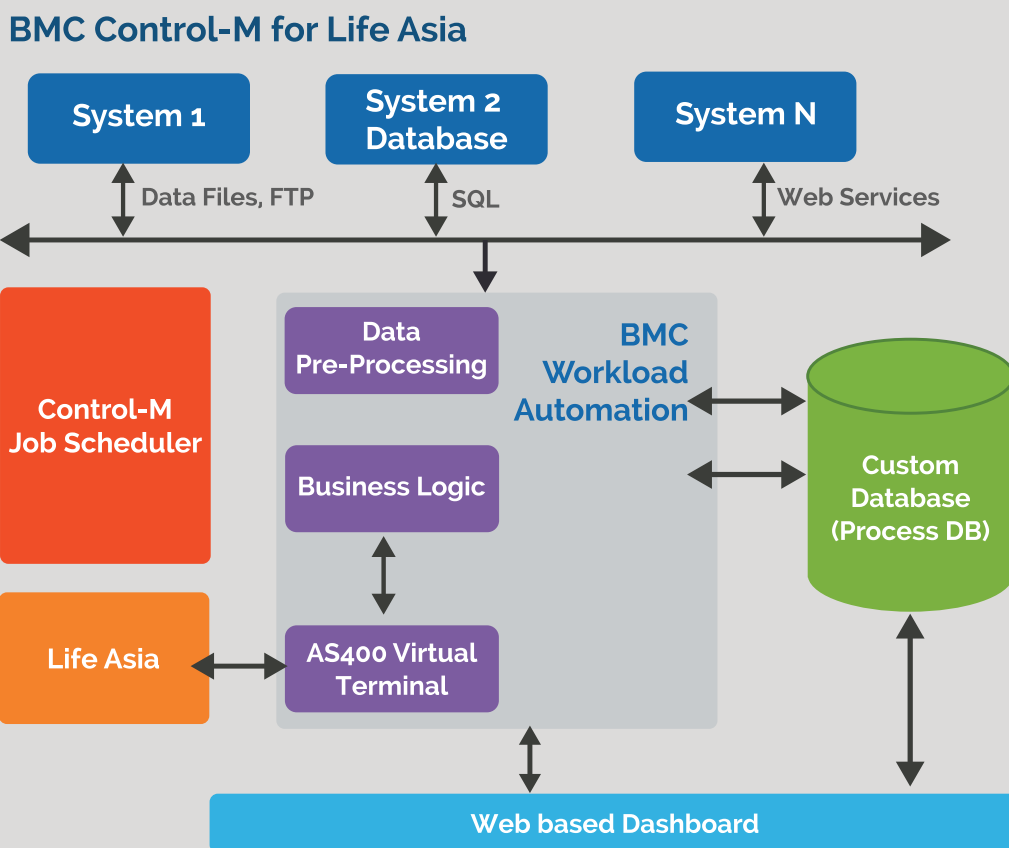 BMC Control-M for Life Asia
System 1
System 2
Database
System N
Data Files, FTP
SQL
Web Services
Control-M
Job Scheduler
Data
Pre-Processing
BMC
Workload
Automation
Business Logic
Custom
Database
(Process DB)
Life Asia
AS400 Virtual
Terminal
Web based Dashboard